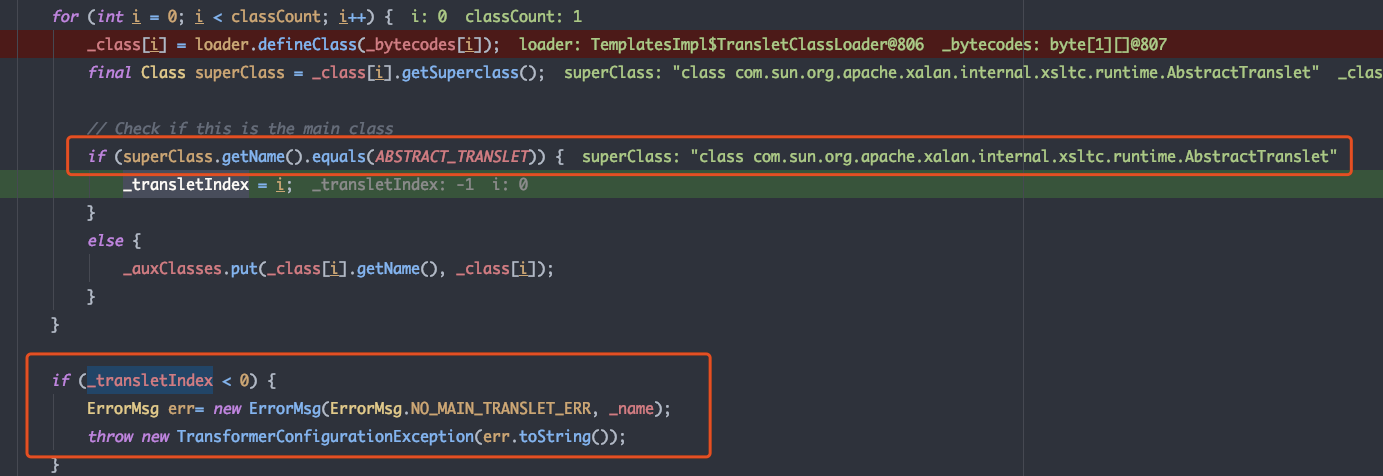 for (int i = 0; i < classCount; i++) {  i: 0  classCount: 1
_class[i] = loader.defineClass(_bytecodes[i]);  loader: TemplatesImpl$TransletClassLoader@806  _bytecodes: byte[1][]@807
final Class superClass = _class[i].getSuperclass();  superClass: "class com.sun.org.apache.xalan.internal.xsltc.runtime.AbstractTranslet"  _clas
// Check if this is the main class
if (superClass.getName().equals(ABSTRACT_TRANSLET)) {  superClass: "class com.sun.org.apache.xalan.internal.xsltc.runtime.AbstractTranslet"
_transletIndex = i;  _transletIndex: -1  i: 0
}
else {
_auxClasses.put(_class[i].getName(), _class[i]);
}
}
if (_transletIndex < 0) {
ErrorMsg err= new ErrorMsg(ErrorMsg.NO_MAIN_TRANSLET_ERR, _name);
throw new TransformerConfigurationException(err.toString());
}